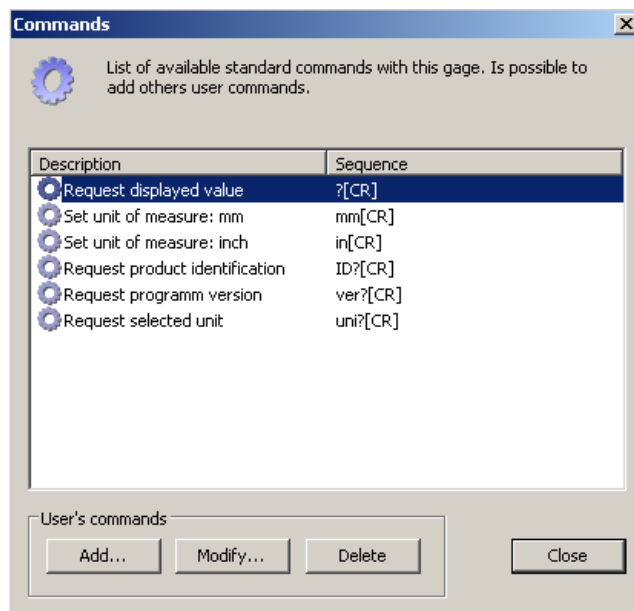 Commands
List of available standard commands with this gage. Is possible to
add others user commands.
Description Sequence
Request displayed value ?[CR]
Set unit of measure: mm mm[CR]
Set unit of measure: inch in[CR]
Request product identification ID?[CR]
Request programm version ver?[CR]
Request selected unit uni?[CR]
User's commands
Add... Modify... Delete Close